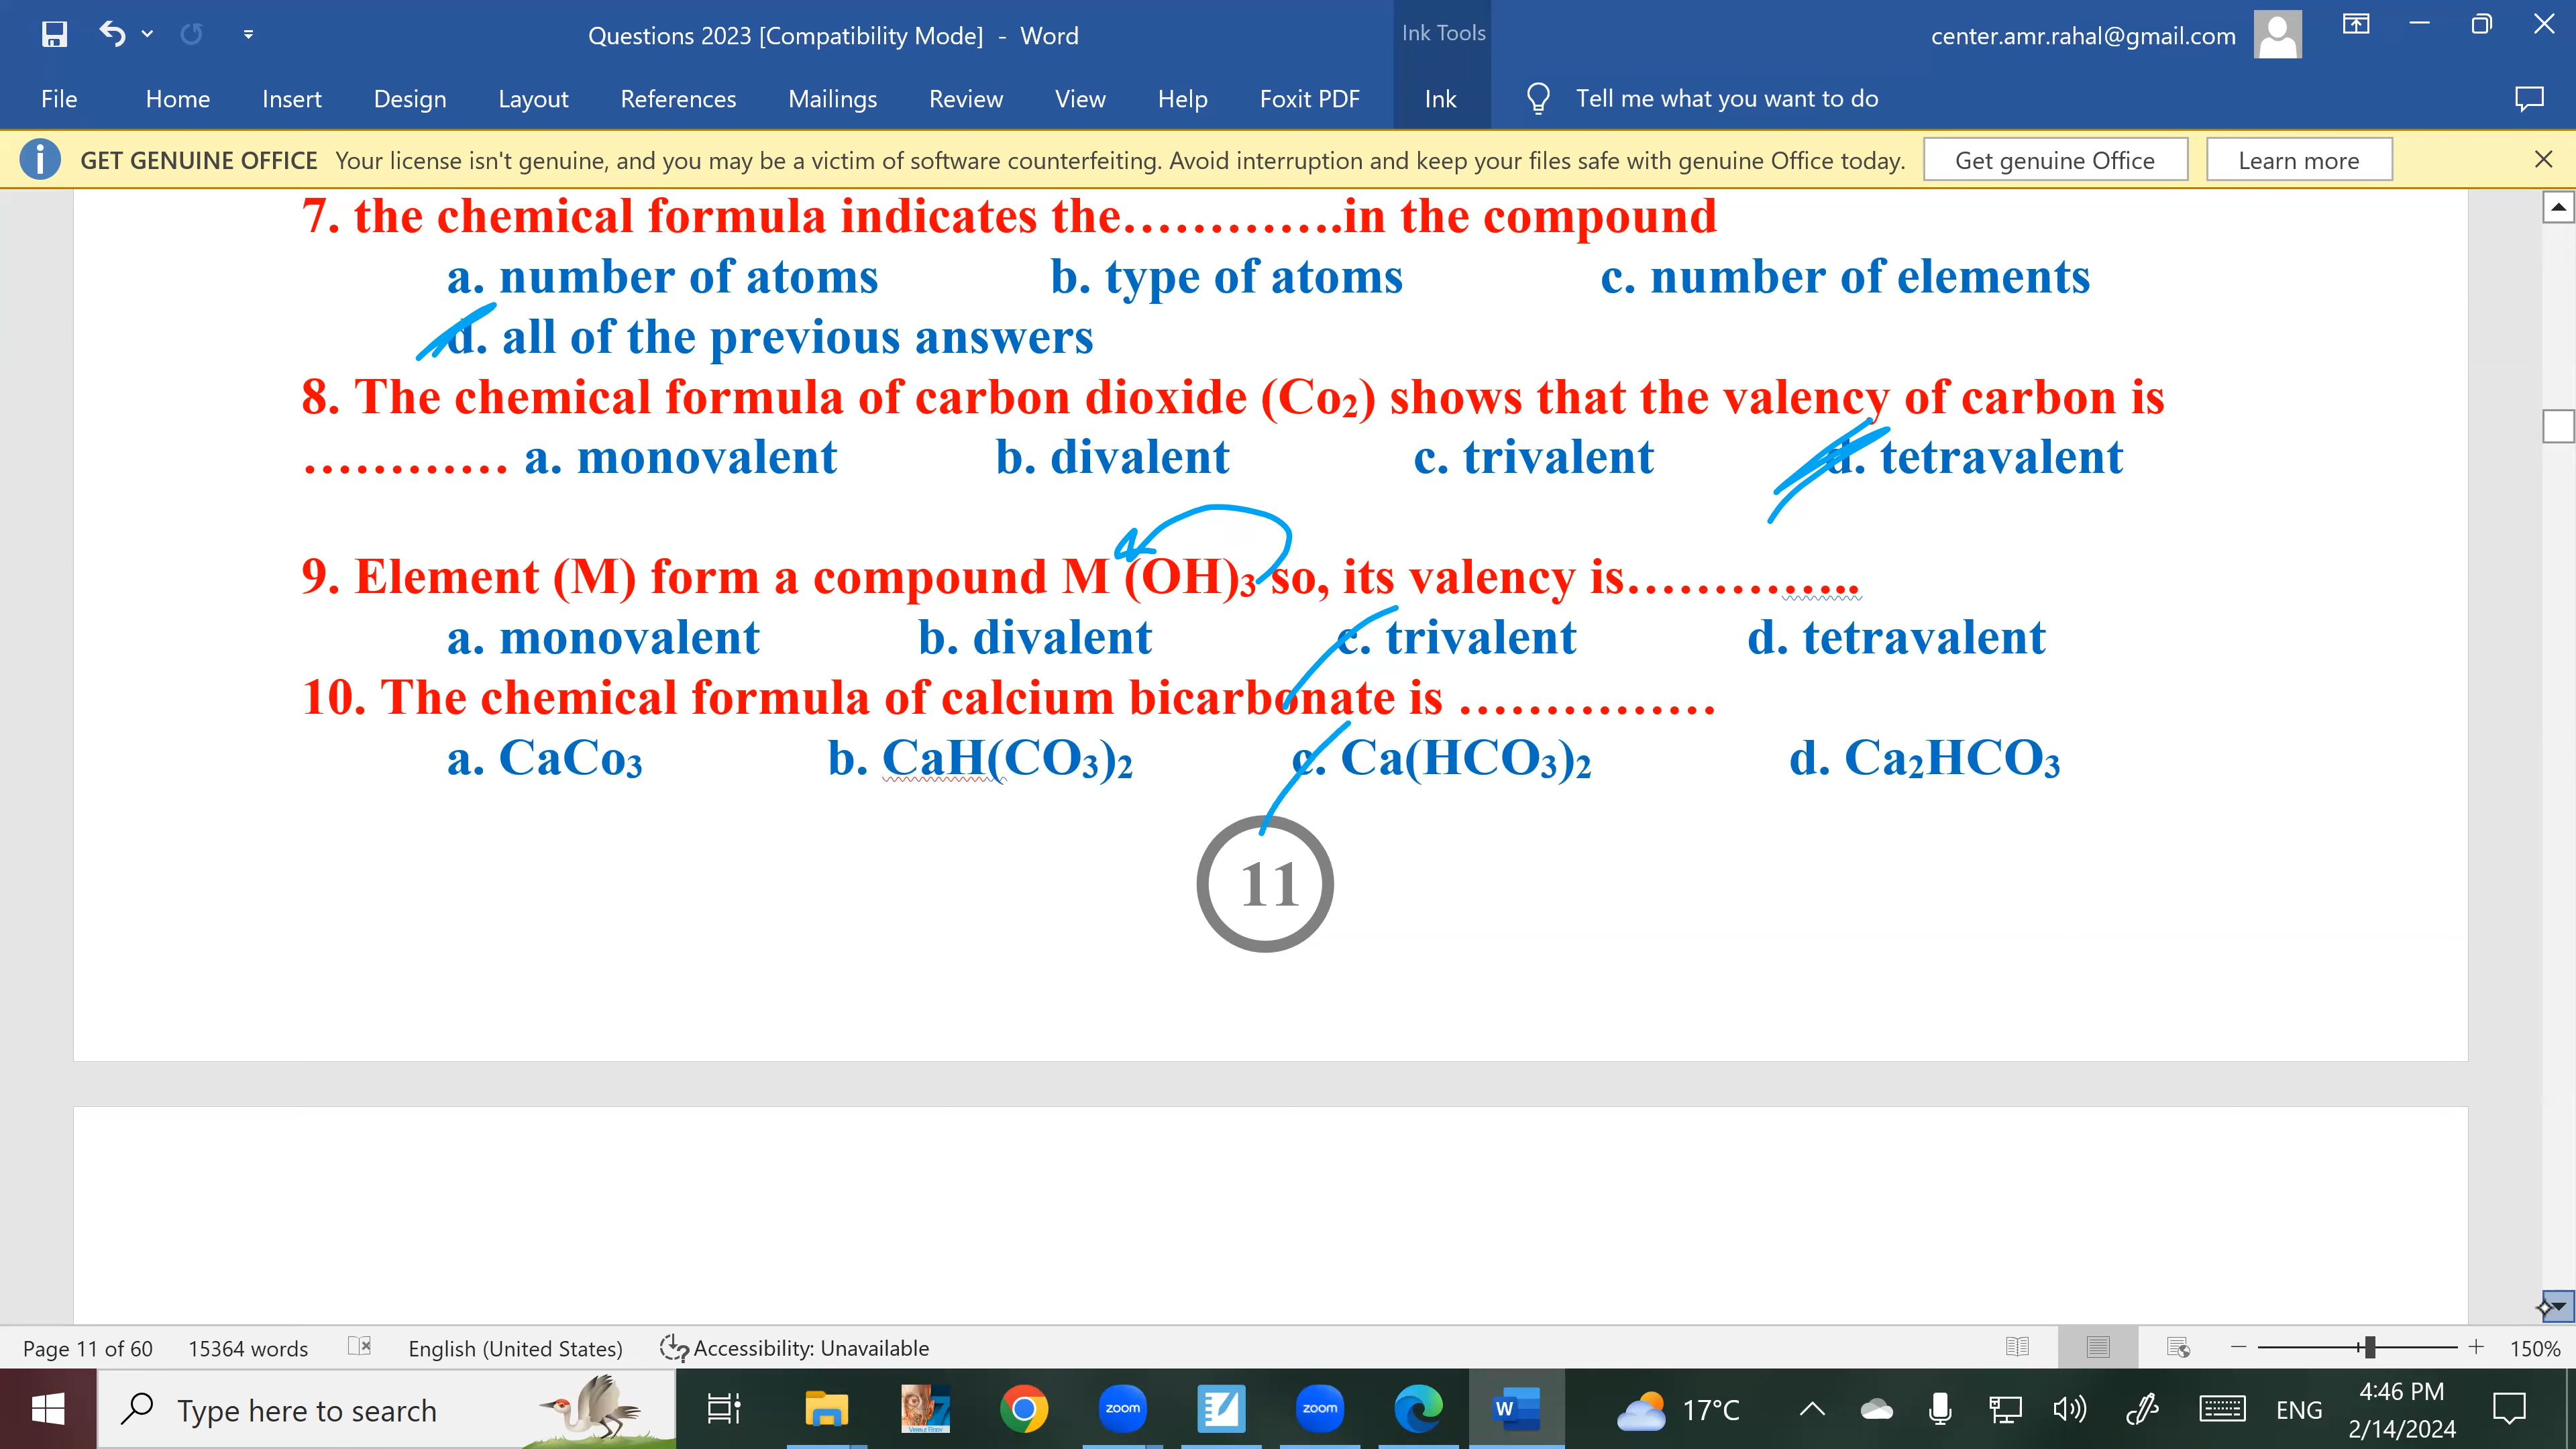 Questions 2023 [Compatibility Mode] - Word
Ink Tools
center.amr.rahal@gmail.com
File Home Insert Design Layout References Mailings Review View Help Foxit PDF Ink Tell me what you want to do
GET GENUINE OFFICE Your license isn't genuine, and you may be a victim of software counterfeiting. Avoid interruption and keep your files safe with genuine Office today. Get genuine Office Learn more
7. the chemical formula indicates the………….in the compound
a. number of atoms b. type of atoms c. number of elements
d. all of the previous answers
8. The chemical formula of carbon dioxide (Co₂) shows that the valency of carbon is
………… a. monovalent b. divalent c. trivalent d. tetravalent
9. Element (M) form a compound M (OH)₃ so, its valency is…………..
a. monovalent b. divalent c. trivalent d. tetravalent
10. The chemical formula of calcium bicarbonate is ……………
a. CaCo₃ b. CaH(CO₃)₂ c. Ca(HCO₃)₂ d. Ca₂HCO₃
11
Page 11 of 60 15364 words English (United States) Accessibility: Unavailable 150%
Type here to search
zoom
zoom
W
17°C
ENG
4:46 PM
2/14/2024